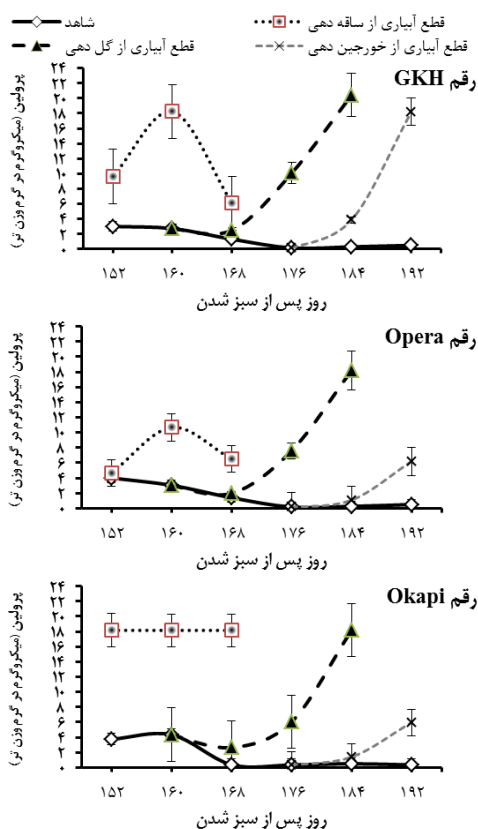 شاهد
قطع آبیاری از ساقه دهی
قطع آبیاری از گل دهی
قطع آبیاری از خورجین دهی
رقم GKH
پرولین (میکروگرم در گرم وزن تر)
۲۴
۲۲
۲۰
۱۸
۱۶
۱۴
۱۲
۱۰
۸
۶
۴
۲
۰
۱۵۲ ۱۶۰ ۱۶۸ ۱۷۶ ۱۸۴ ۱۹۲
روز پس از سبز شدن
رقم Opera
پرولین (میکروگرم در گرم وزن تر)
۲۴
۲۲
۲۰
۱۸
۱۶
۱۴
۱۲
۱۰
۸
۶
۴
۲
۰
۱۵۲ ۱۶۰ ۱۶۸ ۱۷۶ ۱۸۴ ۱۹۲
روز پس از سبز شدن
رقم Okapi
پرولین (میکروگرم در گرم وزن تر)
۲۴
۲۲
۲۰
۱۸
۱۶
۱۴
۱۲
۱۰
۸
۶
۴
۲
۰
۱۵۲ ۱۶۰ ۱۶۸ ۱۷۶ ۱۸۴ ۱۹۲
روز پس از سبز شدن